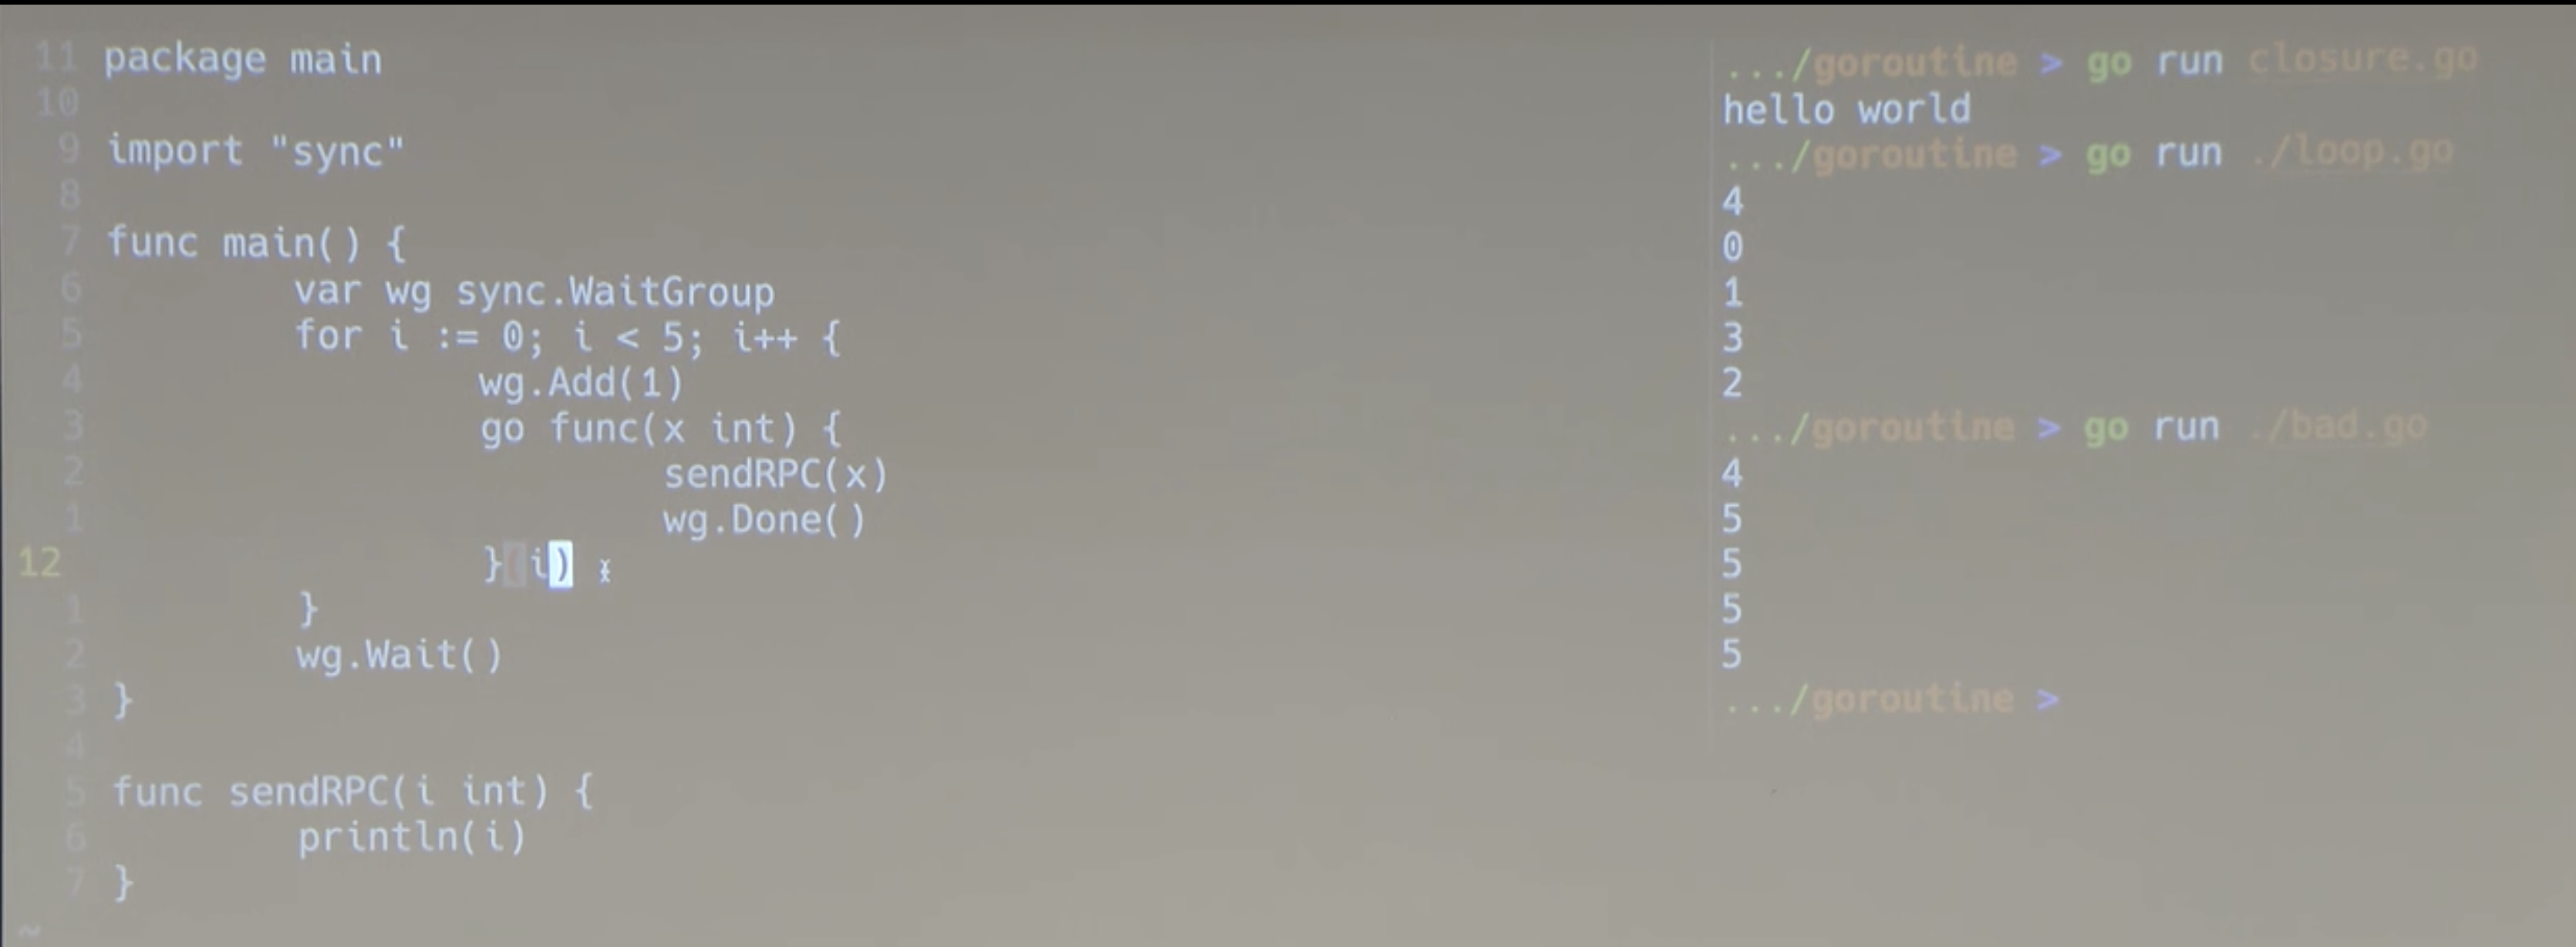 11 package main
10
9 import "sync"
8
7 func main() {
6 var wg sync.WaitGroup
5 for i := 0; i < 5; i++ {
4 wg.Add(1)
3 go func(x int) {
2 sendRPC(x)
1 wg.Done()
12 }(i)
1 }
2 wg.Wait()
3 }
4
5 func sendRPC(i int) {
6 println(i)
7 }
~
.../goroutine > go run closure.go
hello world
.../goroutine > go run ./loop.go
4
0
1
3
2
.../goroutine > go run ./bad.go
4
5
5
5
5
.../goroutine >